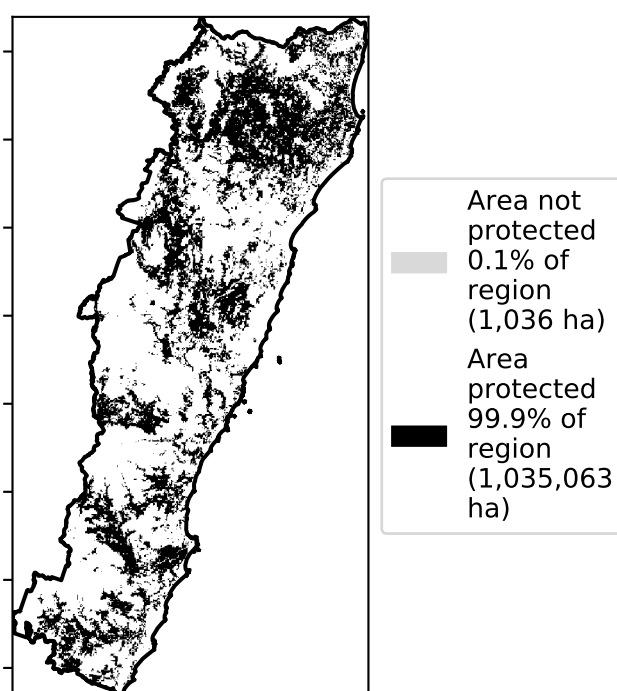 Area not
protected
0.1% of
region
(1,036 ha)
Area
protected
99.9% of
region
(1,035,063
ha)